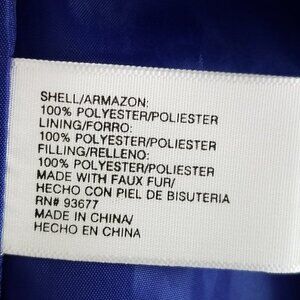 SHELL/ARMAZON:
100% POLYESTER/POLIESTER
LINING/FORRO:
100% POLYESTER/POLIESTER
FILLING/RELLENO:
100% POLYESTER/POLIESTER
MADE WITH FAUX FUR/
HECHO CON PIEL DE BISUTERIA
RN# 93677
MADE IN CHINA/
HECHO EN CHINA